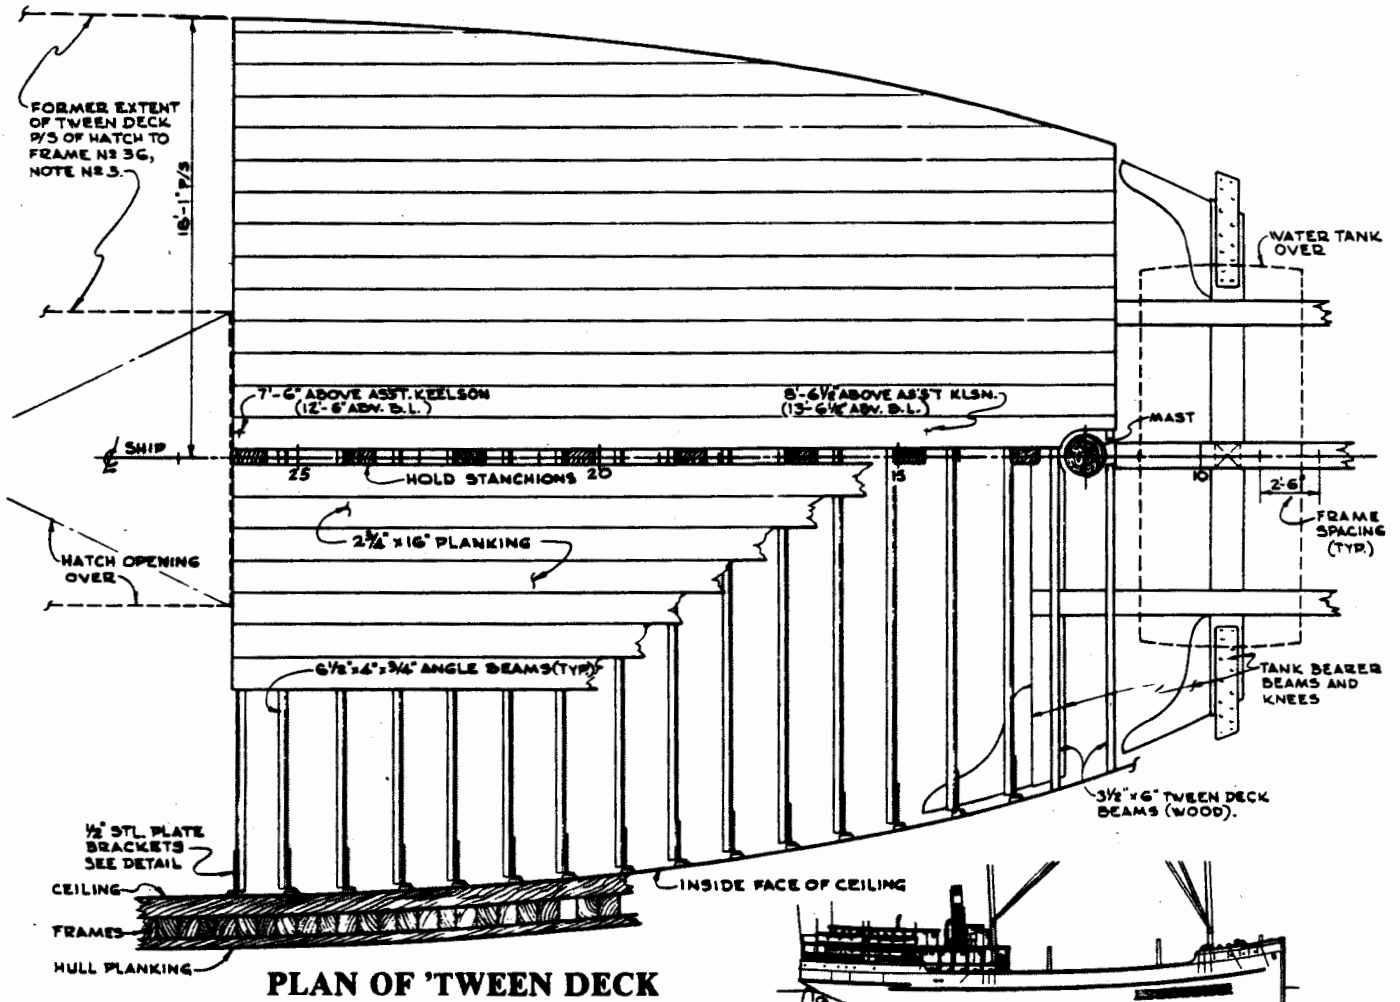 FORMER EXTENT
OF TWEEN DECK
P/S OF HATCH TO
FRAME Nº 36,
NOTE Nº 3.
18'-1" P/S
WATER TANK
OVER
7'-6" ABOVE ASS'T. KEELSON
(12'-6" ABV. B.L.)
8'-6½" ABOVE ASS'T KLSN.
(13'-6½" ABV. B.L.)
MAST
℄ SHIP
25
20
15
10
HOLD STANCHIONS
2'-6"
FRAME
SPACING
(TYP.)
2¾" x 16" PLANKING
HATCH OPENING
OVER
6½" x 4" x ¾" ANGLE BEAMS (TYP)
TANK BEARER
BEAMS AND
KNEES
3½" x 6" TWEEN DECK
BEAMS (WOOD).
½" STL. PLATE
BRACKETS
SEE DETAIL
CEILING
INSIDE FACE OF CEILING
FRAMES
HULL PLANKING
PLAN OF 'TWEEN DECK